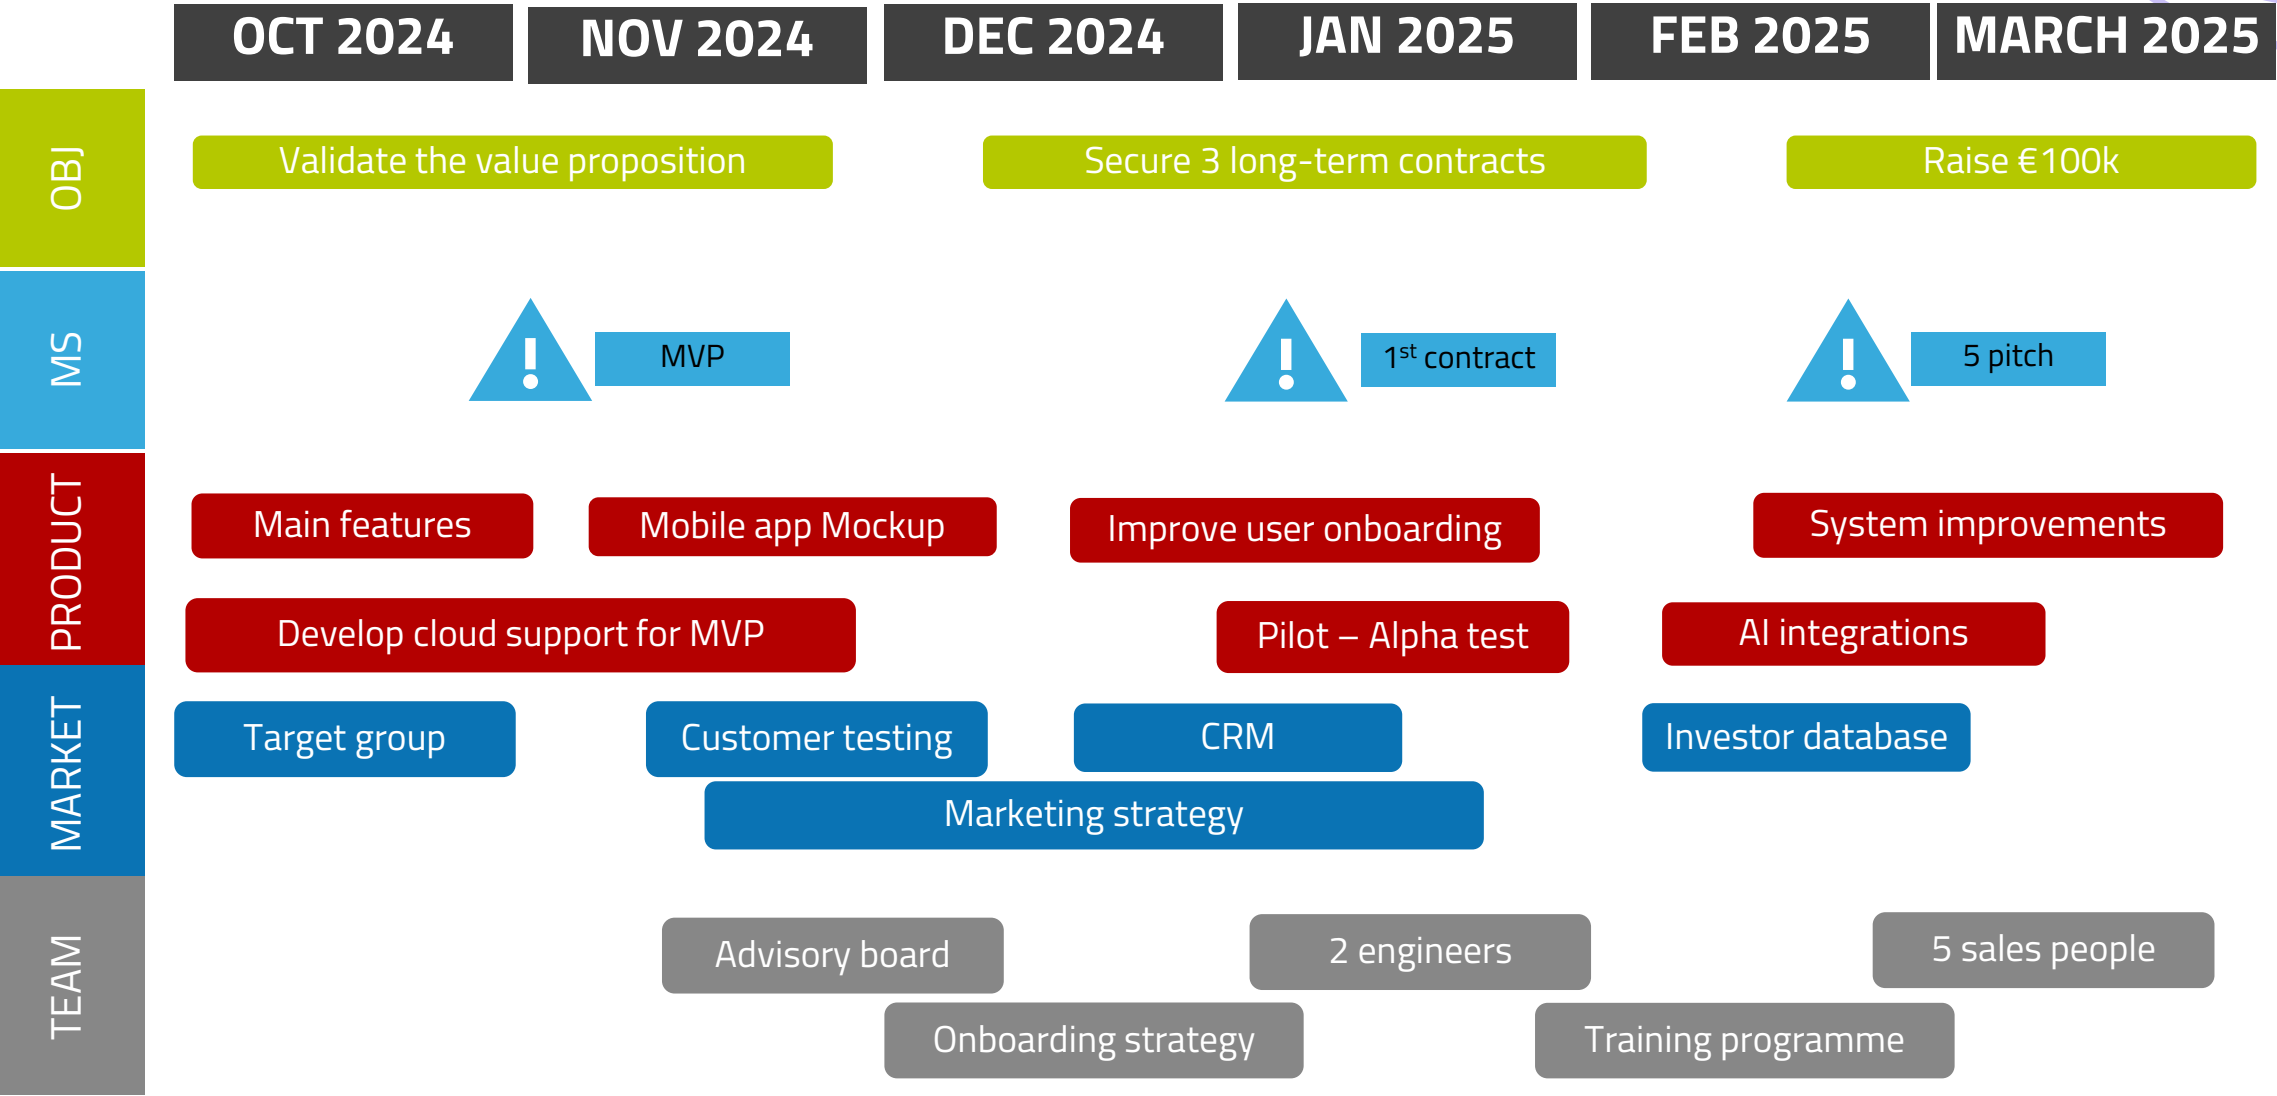 OCT 2024
NOV 2024
DEC 2024
JAN 2025
FEB 2025
MARCH 2025
OBJ
Validate the value proposition
Secure 3 long-term contracts
Raise €100k
MS
! MVP
! 1st contract
! 5 pitch
PRODUCT
Main features
Mobile app Mockup
Improve user onboarding
System improvements
Develop cloud support for MVP
Pilot – Alpha test
AI integrations
MARKET
Target group
Customer testing
CRM
Investor database
Marketing strategy
TEAM
Advisory board
2 engineers
5 sales people
Onboarding strategy
Training programme